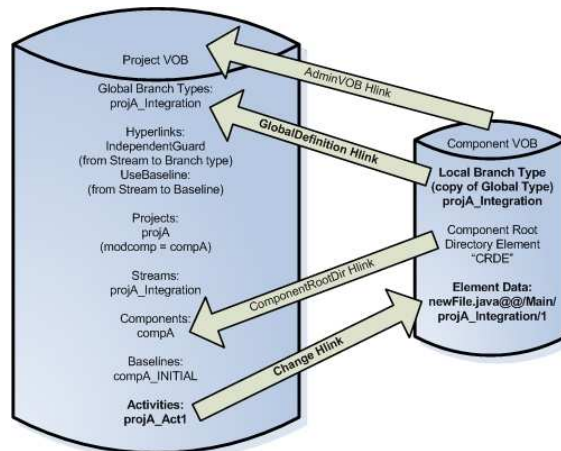 Project VOB
Global Branch Types:
projA_Integration
Hyperlinks:
IndependentGuard
(from Stream to Branch type)
UseBaseline:
(from Stream to Baseline)
Projects:
projA
(modcomp = compA)
Streams:
projA_Integration
Components:
compA
Baselines:
compA_INITIAL
Activities:
projA_Act1
AdminVOB Hlink
GlobalDefinition Hlink
ComponentRootDir Hlink
Change Hlink
Component VOB
Local Branch Type
(copy of Global Type)
projA_Integration
Component Root
Directory Element
“CRDE”
Element Data:
newFile.java@@/Main/
projA_Integration/1